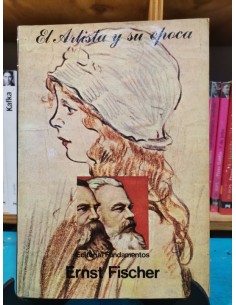 El Artista y su época
Editorial Fundamentos
Ernst Fischer
Kafka